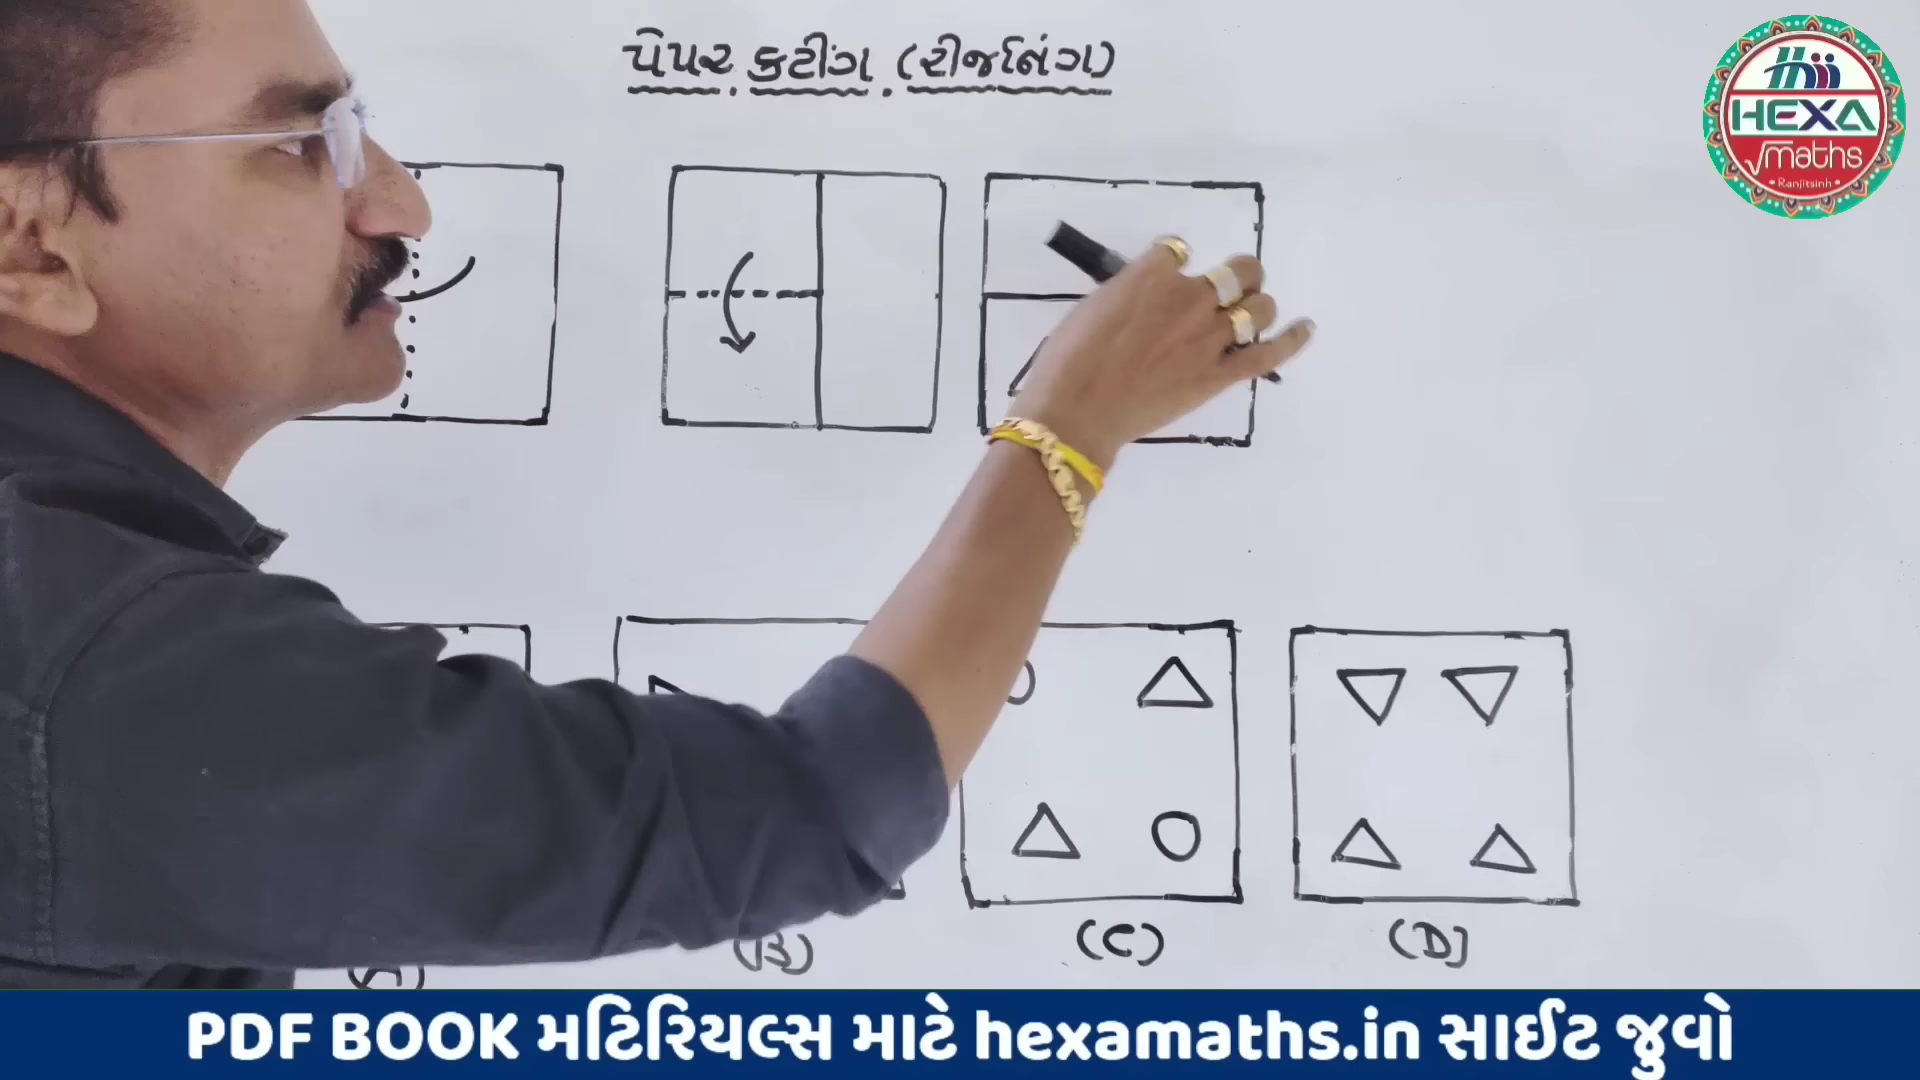 પેપર કટીંગ (રીઝનિંગ)
HEXA
√maths
• Ranjitsinh •
(B)
(C)
(D)
PDF BOOK મટિરિયલ્સ માટે hexamaths.in સાઈટ જુવો